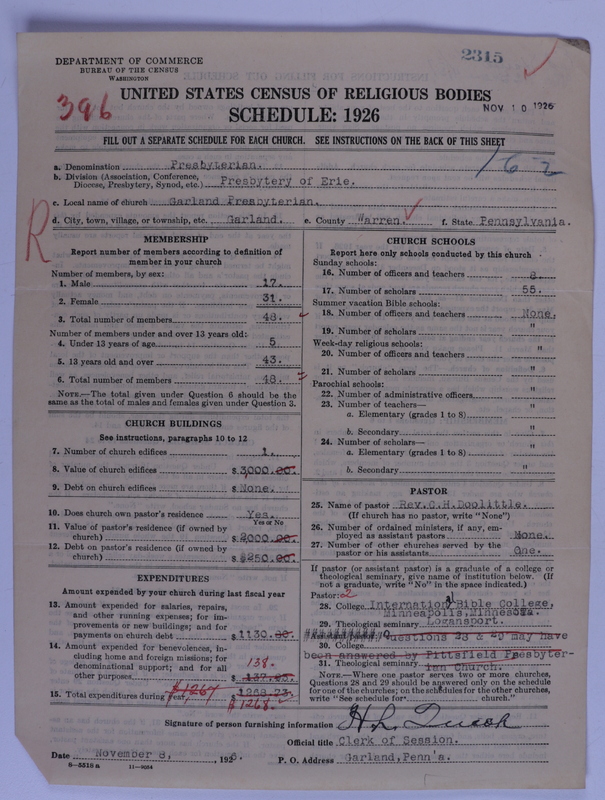 2315
DEPARTMENT OF COMMERCE
BUREAU OF THE CENSUS
WASHINGTON
396
UNITED STATES CENSUS OF RELIGIOUS BODIES
NOV 10 1926
SCHEDULE: 1926
FILL OUT A SEPARATE SCHEDULE FOR EACH CHURCH. SEE INSTRUCTIONS ON THE BACK OF THIS SHEET
162
a. Denomination Presbyterian.
b. Division (Association, Conference, Diocese, Presbytery, Synod, etc.) Presbytery of Erie.
c. Local name of church Garland Presbyterian.
d. City, town, village, or township, etc. Garland. e. County Warren. f. State Pennsylvania.
R
MEMBERSHIP
Report number of members according to definition of
member in your church
Number of members, by sex:
1. Male 17.
2. Female 31.
3. Total number of members 48.
Number of members under and over 13 years old:
4. Under 13 years of age 5
5. 13 years old and over 43.
6. Total number of members 48.
NOTE.—The total given under Question 6 should be
same as the total of males and females given under Question 3.
CHURCH BUILDINGS
See instructions, paragraphs 10 to 12
7. Number of church edifices 1.
8. Value of church edifices $3,000.00.
9. Debt on church edifices $ None.
10. Does church own pastor's residence Yes.
Yes or No
11. Value of pastor's residence (if owned by
church) $2000.00.
12. Debt on pastor's residence (if owned by
church) $250.00.
EXPENDITURES
Amount expended by your church during last fiscal year
13. Amount expended for salaries, repairs,
and other running expenses; for im-
provements or new buildings; and for
payments on church debt $1130.00.
14. Amount expended for benevolences, in-
cluding home and foreign missions; for
denominational support; and for all
other purposes 138. $ 137.93.
15. Total expenditures during year, $1267 $ $1268.
CHURCH SCHOOLS
Report here only schools conducted by this church
Sunday schools:
16. Number of officers and teachers 8.
17. Number of scholars 55.
Summer vacation Bible schools:
18. Number of officers and teachers None.
19. Number of scholars "
Week-day religious schools:
20. Number of officers and teachers "
21. Number of scholars "
Parochial schools:
22. Number of administrative officers "
23. Number of teachers—
a. Elementary (grades 1 to 8) "
b. Secondary "
24. Number of scholars—
a. Elementary (grades 1 to 8) "
b. Secondary "
PASTOR
25. Name of pastor Rev. C.H. Doolittle.
(If church has no pastor, write "None")
26. Number of ordained ministers, if any, em-
ployed as assistant pastors None.
27. Number of other churches served by the
pastor or his assistants One.
If pastor (or assistant pastor) is a graduate of a college or
theological seminary, give name of institution below. (If
not a graduate, write "No" in the space indicated.)
Pastor: 2
28. College International Bible College,
Minneapolis, Minnesota.
29. Theological seminary Logansport.
Questions 28 & 29 may have
30. College
been answered by Pittsfield Presbyter-
31. Theological seminary ian Church.
NOTE.—Where one pastor serves two or more churches,
Questions 28 and 29 should be answered only on the schedule
for one of the churches; on the schedules for the other churches,
write "See schedule for church."
Signature of person furnishing information
Official title Clerk of Session.
Date November 8, 1926. P. O. Address Garland, Penn'a.
8—5519 a 11—9054